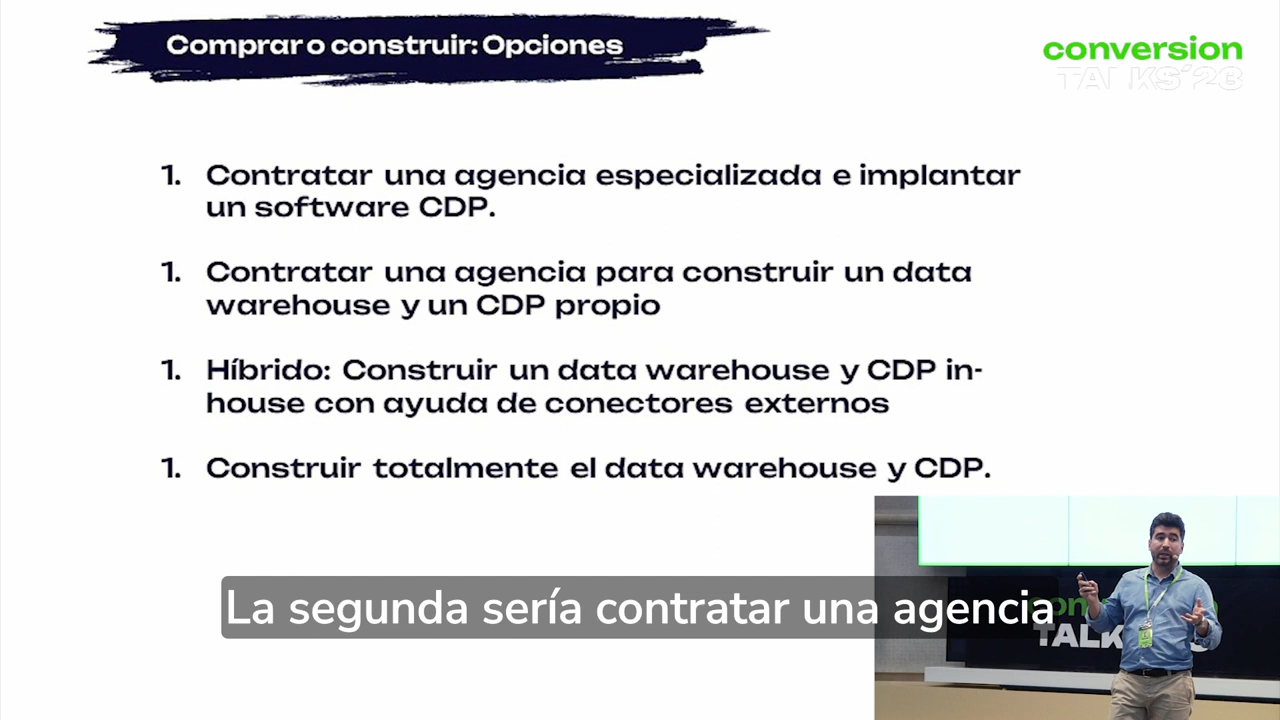 Comprar o construir: Opciones
conversion
TALKS'23
1. Contratar una agencia especializada e implantar
un software CDP.
1. Contratar una agencia para construir un data
warehouse y un CDP propio
1. Híbrido: Construir un data warehouse y CDP in-
house con ayuda de conectores externos
1. Construir totalmente el data warehouse y CDP.
La segunda sería contratar una agencia
TALK